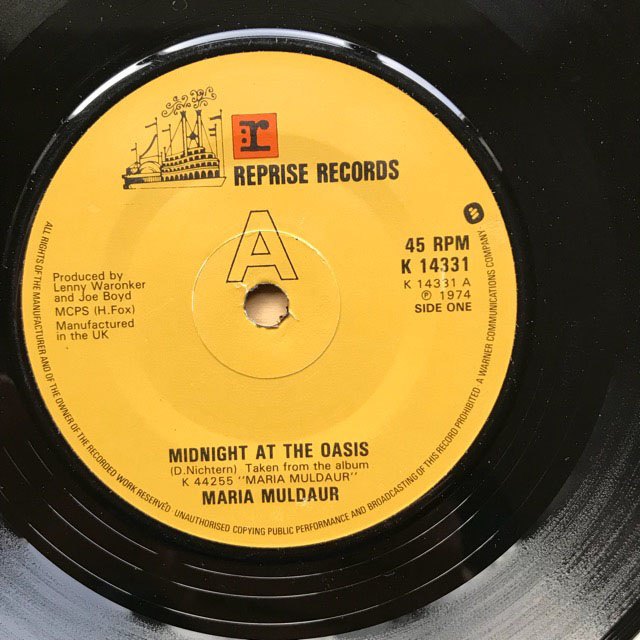 r:
REPRISE RECORDS
A
45 RPM
K 14331
K 14331 A
Ⓟ 1974
SIDE ONE
Produced by
Lenny Waronker
and Joe Boyd
MCPS (H.Fox)
Manufactured
in the UK
MIDNIGHT AT THE OASIS
(D.Nichtern) Taken from the album
K 44255 "MARIA MULDAUR"
MARIA MULDAUR
ALL RIGHTS OF THE MANUFACTURER AND OF THE OWNER OF THE RECORDED WORK RESERVED UNAUTHORISED COPYING PUBLIC PERFORMANCE AND BROADCASTING OF THIS RECORD PROHIBITED A WARNER COMMUNICATIONS COMPANY